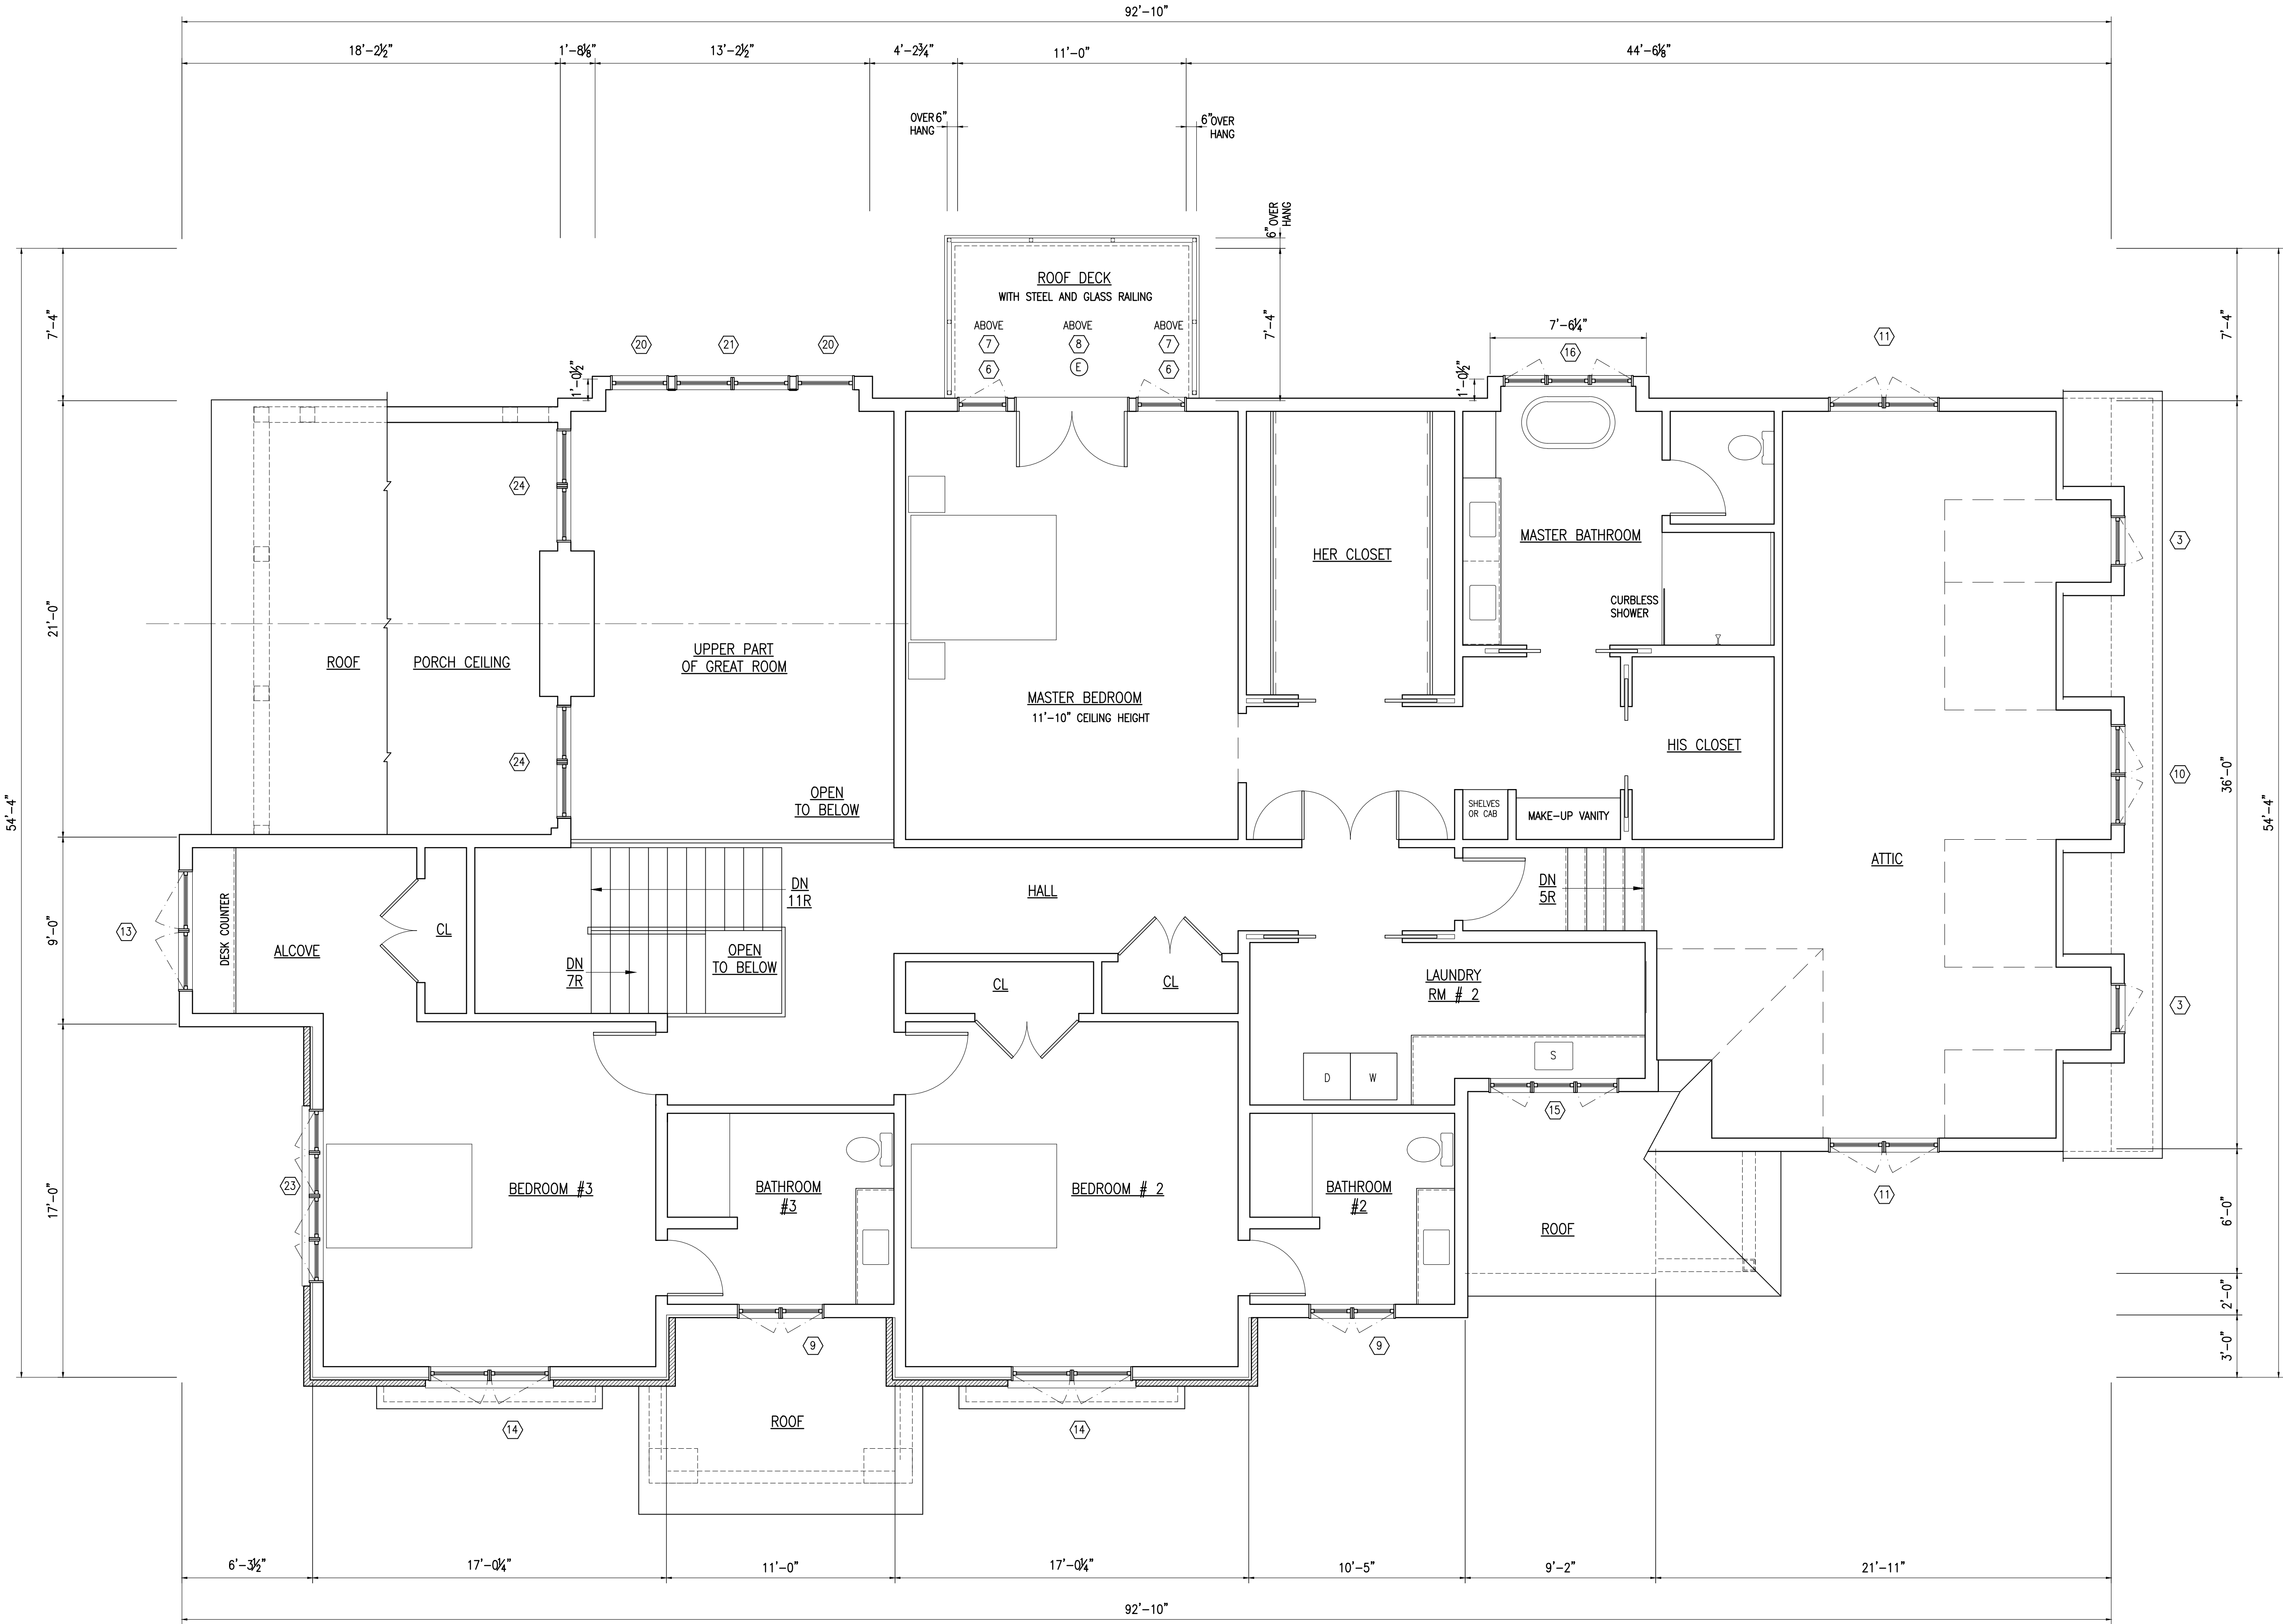 92'-10"
18'-2½"
1'-8⅛"
13'-2½"
4'-2¾"
11'-0"
44'-6⅛"
OVER 6"
HANG
6" OVER
HANG
6" OVER
HANG
ROOF DECK
WITH STEEL AND GLASS RAILING
7'-4"
7'-4"
7'-4"
ABOVE
7
6
ABOVE
8
E
ABOVE
7
6
20
21
20
1'-0½"
7'-6¼"
16
1'-0½"
11
24
24
3
10
3
MASTER BATHROOM
HER CLOSET
CURBLESS
SHOWER
21'-0"
ROOF
PORCH CEILING
UPPER PART
OF GREAT ROOM
MASTER BEDROOM
11'-10" CEILING HEIGHT
HIS CLOSET
36'-0"
54'-4"
54'-4"
OPEN
TO BELOW
SHELVES
OR CAB
MAKE-UP VANITY
ATTIC
DN
11R
HALL
DN
5R
9'-0"
13
DESK COUNTER
ALCOVE
CL
OPEN
TO BELOW
DN
7R
CL
CL
LAUNDRY
RM # 2
S
D
W
15
17'-0"
23
BEDROOM #3
BATHROOM
#3
BEDROOM # 2
BATHROOM
#2
11
ROOF
6'-0"
2'-0"
3'-0"
9
9
14
ROOF
14
6'-3½"
17'-0¼"
11'-0"
17'-0¼"
10'-5"
9'-2"
21'-11"
92'-10"